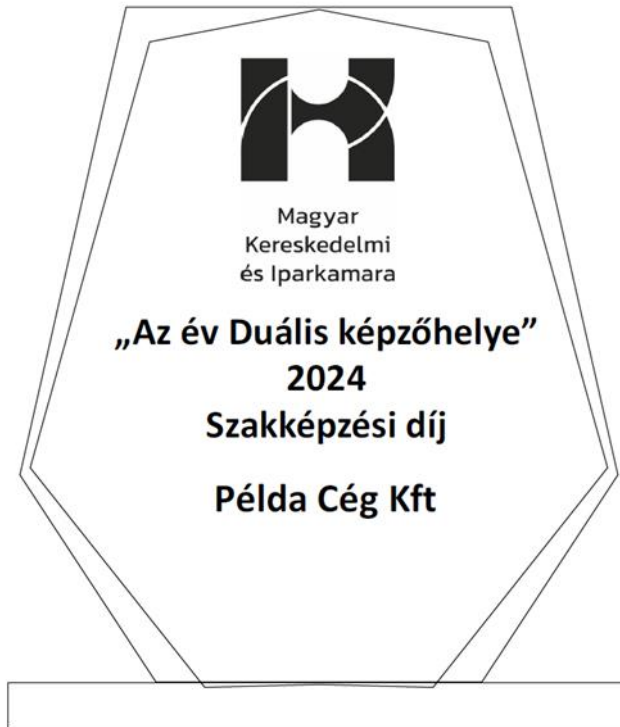 Magyar
Kereskedelmi
és Iparkamara
„Az év Duális képzőhelye”
2024
Szakképzési díj
Példa Cég Kft